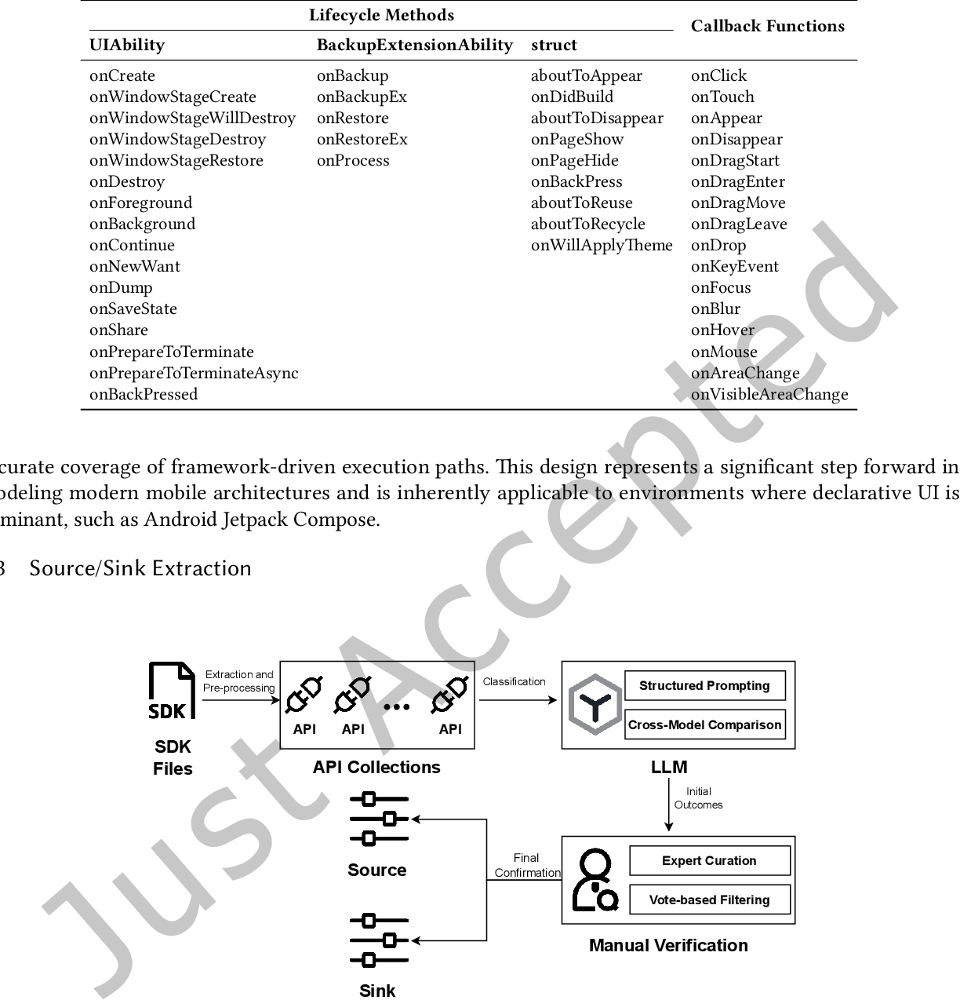 Lifecycle Methods Callback Functions
UIAbility BackupExtensionAbility struct
onCreate onBackup aboutToAppear onClick
onWindowStageCreate onBackupEx onDidBuild onTouch
onWindowStageWillDestroy onRestore aboutToDisappear onAppear
onWindowStageDestroy onRestoreEx onPageShow onDisappear
onWindowStageRestore onProcess onPageHide onDragStart
onDestroy onBackPress onDragEnter
onForeground aboutToReuse onDragMove
onBackground aboutToRecycle onDragLeave
onContinue onWillApplyTheme onDrop
onNewWant onKeyEvent
onDump onFocus
onSaveState onBlur
onShare onHover
onPrepareToTerminate onMouse
onPrepareToTerminateAsync onAreaChange
onBackPressed onVisibleAreaChange
curate coverage of framework-driven execution paths. This design represents a significant step forward in
odeling modern mobile architectures and is inherently applicable to environments where declarative UI is
minant, such as Android Jetpack Compose.
3 Source/Sink Extraction
SDK
SDK
Files
Extraction and
Pre-processing
API API API
API Collections
Classification
Structured Prompting
Cross-Model Comparison
LLM
Initial
Outcomes
Expert Curation
Vote-based Filtering
Manual Verification
Final
Confirmation
Source
Sink
Just Accepted